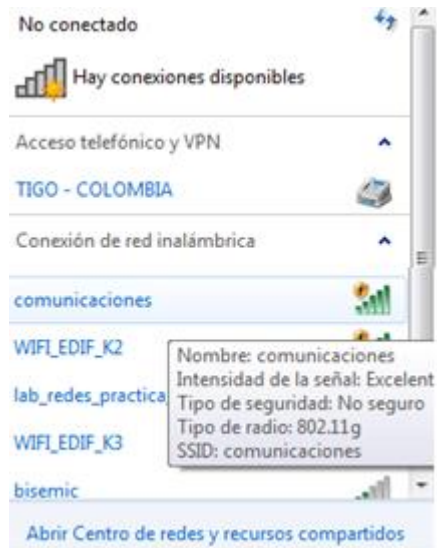 No conectado
Hay conexiones disponibles
Acceso telefónico y VPN
TIGO - COLOMBIA
Conexión de red inalámbrica
comunicaciones
WIFI_EDIF_K2
Nombre: comunicaciones
Intensidad de la señal: Excelent
lab_redes_practica_
Tipo de seguridad: No seguro
Tipo de radio: 802.11g
WIFI_EDIF_K3
SSID: comunicaciones
bisemic
Abrir Centro de redes y recursos compartidos